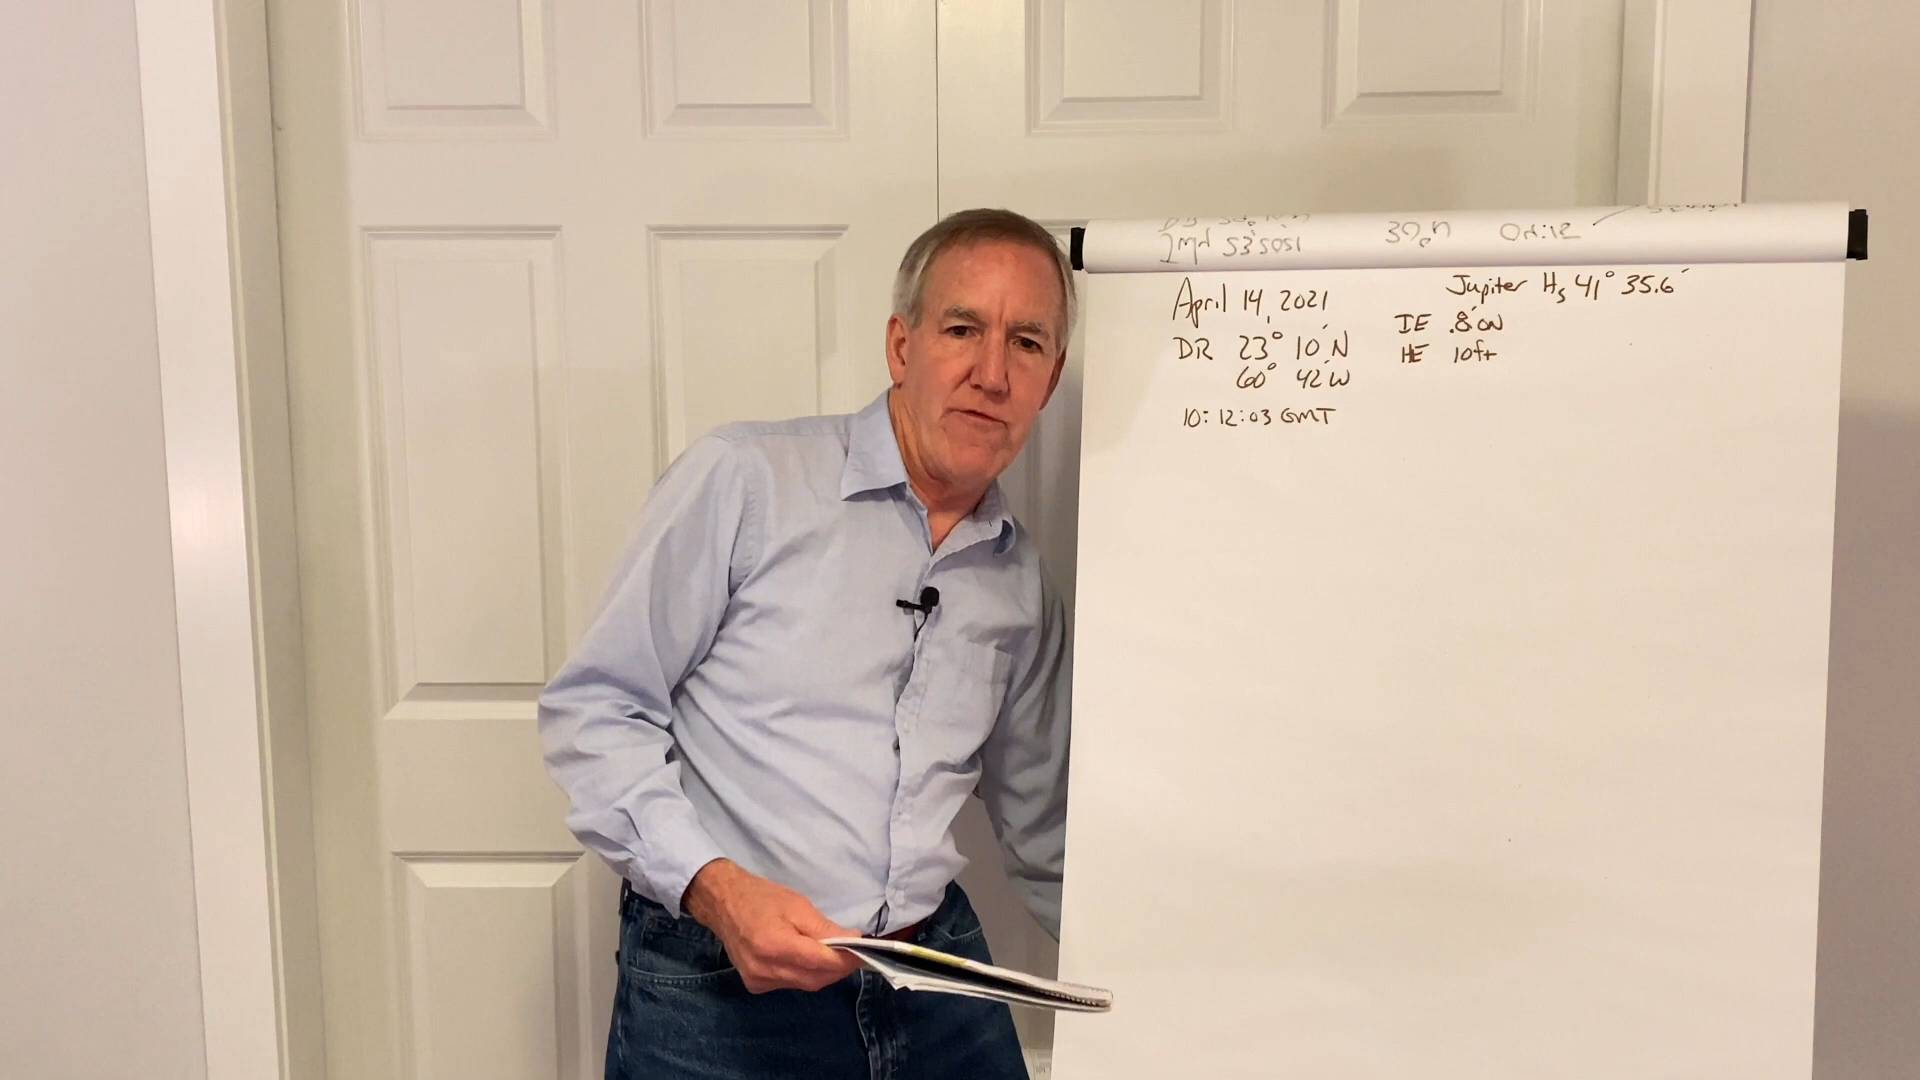 April 14, 2021
Jupiter Hs 41° 35.6'
DR 23° 10' N
60° 42' W
IE .8' ON
HE 10ft
10:12:03 GMT